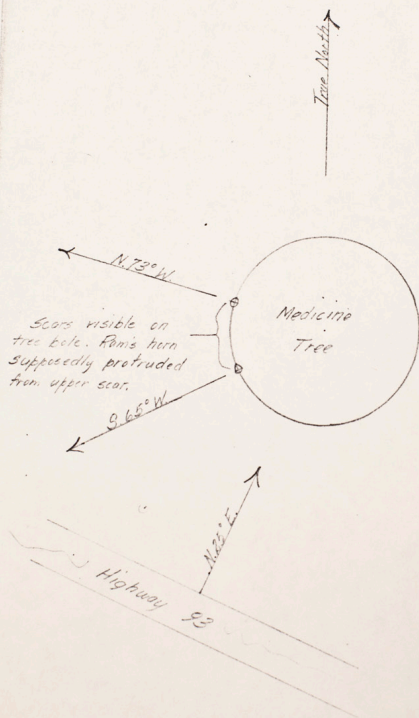 True North
N.73°W.
Medicine
Tree
Scars visible on
tree bole. Ram's horn
supposedly protruded
from upper scar.
S.65°W.
N.25°E.
Highway 93